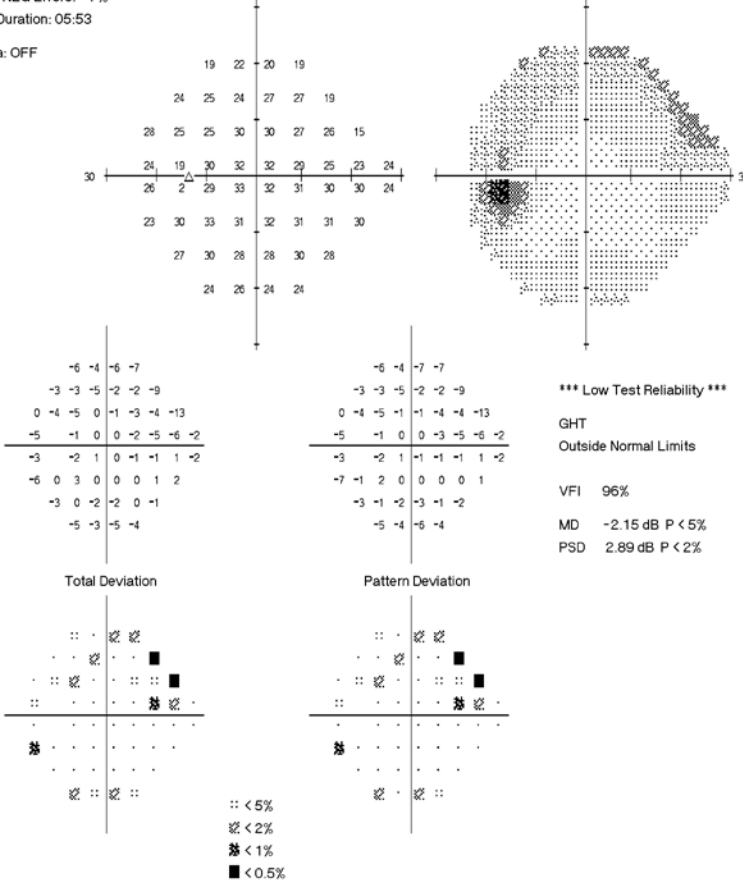 Duration: 05:53
a: OFF
19 22 20 19
24 25 24 27 27 19
28 25 25 30 30 27 26 15
24 19 30 32 32 29 25 23 24
30
26 2 29 33 32 31 30 30 24
23 30 33 31 32 31 31 30
27 30 28 28 30 28
24 26 24 24
-6 -4 -6 -7
-3 -3 -5 -2 -2 -9
0 -4 -5 0 -1 -3 -4 -13
-5 -1 0 0 -2 -5 -6 -2
-3 -2 1 0 -1 -1 1 -2
-6 0 3 0 0 0 1 2
-3 0 -2 -2 0 -1
-5 -3 -5 -4
Total Deviation
-6 -4 -7 -7
-3 -3 -5 -2 -2 -9
0 -4 -5 -1 -1 -4 -4 -13
-5 -1 0 0 -3 -5 -6 -2
-3 -2 1 -1 -1 -1 1 -2
-7 -1 2 0 0 0 0 1
-3 -1 -2 -3 -1 -2
-5 -4 -6 -4
Pattern Deviation
*** Low Test Reliability ***
GHT
Outside Normal Limits
VFI 96%
MD -2.15 dB P < 5%
PSD 2.89 dB P < 2%
< 5%
< 2%
< 1%
< 0.5%